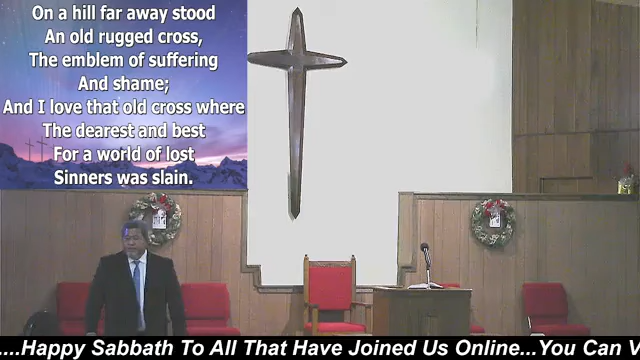 On a hill far away stood
An old rugged cross,
The emblem of suffering
And shame;
And I love that old cross where
The dearest and best
For a world of lost
Sinners was slain.
....Happy Sabbath To All That Have Joined Us Online...You Can V